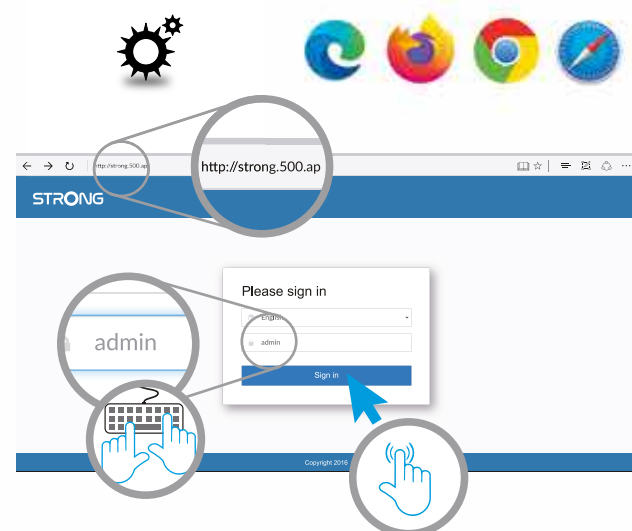 http://strong.500.ap
http://strong.500.ap
STRONG
Please sign in
English
admin
admin
Sign in
Copyright 2016